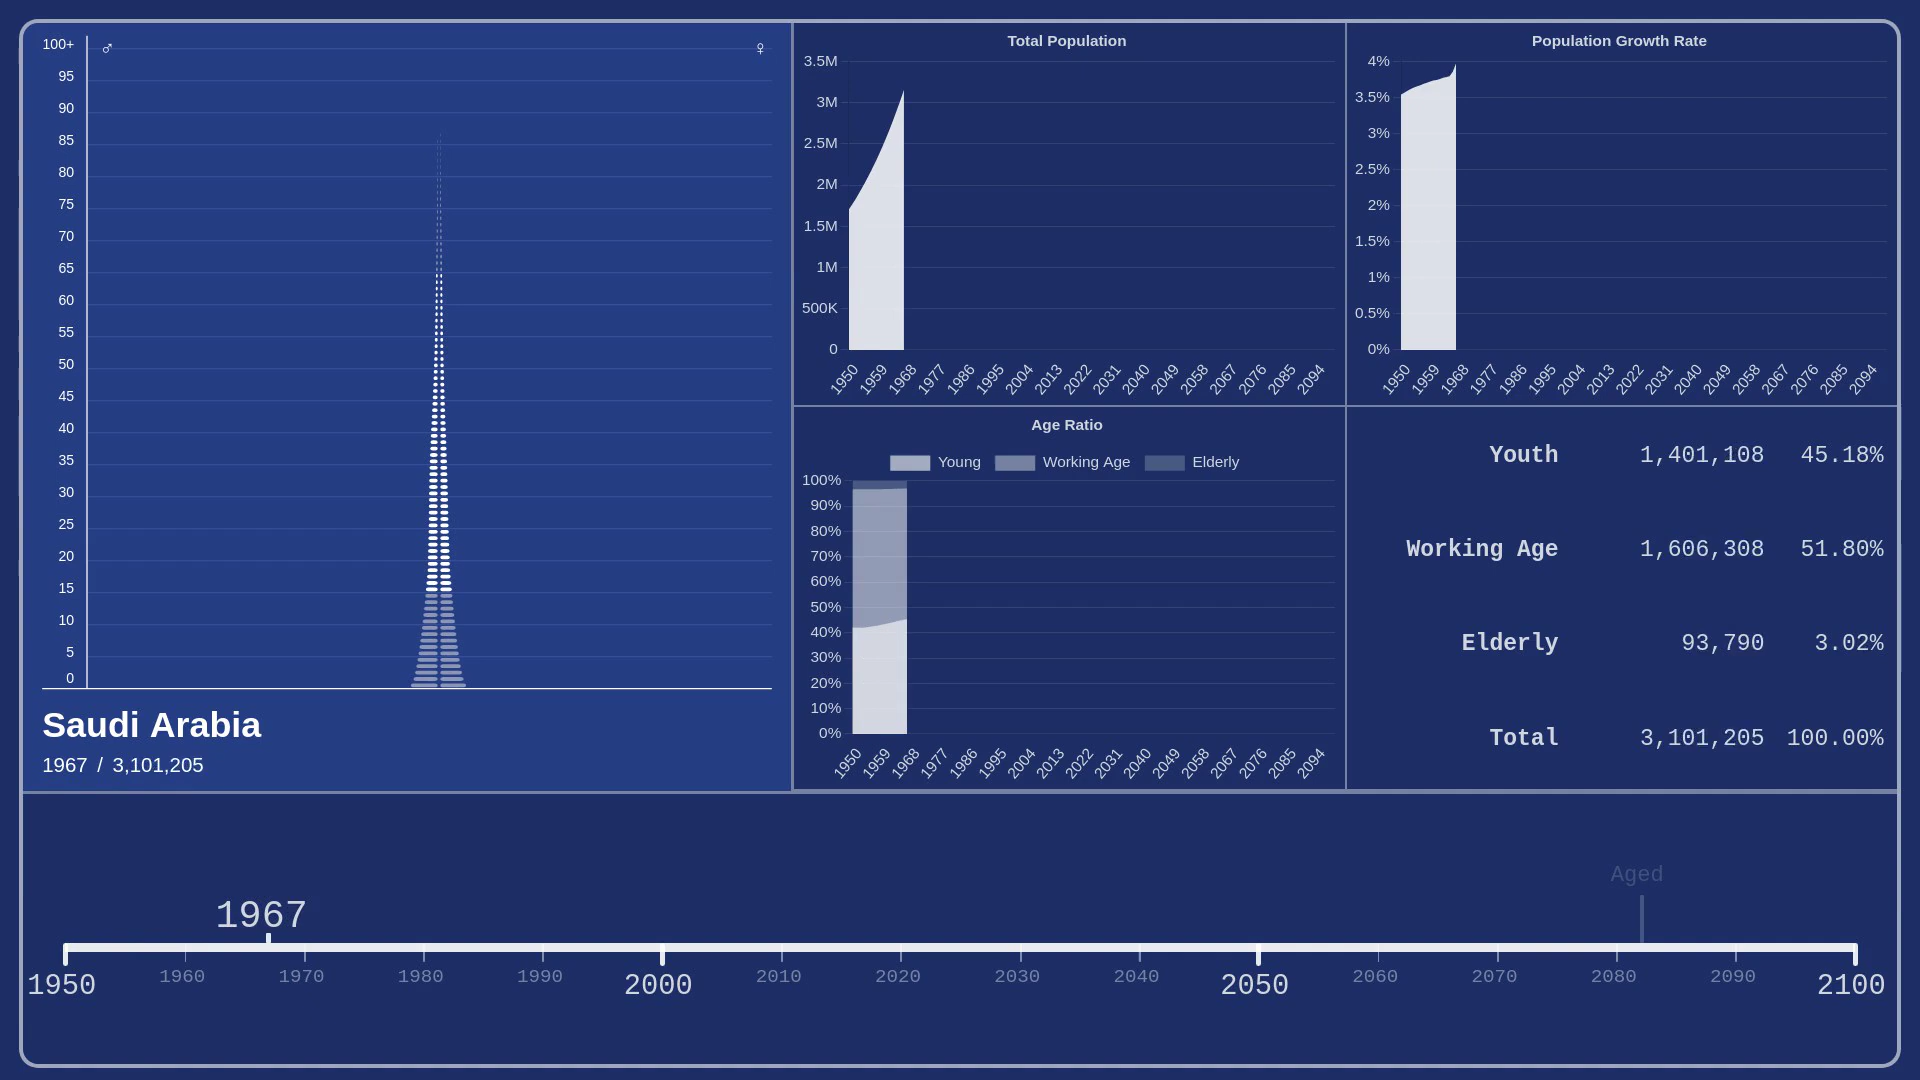 100+ ♂ ♀
95
90
85
80
75
70
65
60
55
50
45
40
35
30
25
20
15
10
5
0
Saudi Arabia
1967 / 3,101,205
Total Population
3.5M
3M
2.5M
2M
1.5M
1M
500K
0
1950 1959 1968 1977 1986 1995 2004 2013 2022 2031 2040 2049 2058 2067 2076 2085 2094
Population Growth Rate
4%
3.5%
3%
2.5%
2%
1.5%
1%
0.5%
0%
1950 1959 1968 1977 1986 1995 2004 2013 2022 2031 2040 2049 2058 2067 2076 2085 2094
Age Ratio
Young Working Age Elderly
100%
90%
80%
70%
60%
50%
40%
30%
20%
10%
0%
1950 1959 1968 1977 1986 1995 2004 2013 2022 2031 2040 2049 2058 2067 2076 2085 2094
Youth 1,401,108 45.18%
Working Age 1,606,308 51.80%
Elderly 93,790 3.02%
Total 3,101,205 100.00%
Aged
1967
1950 1960 1970 1980 1990 2000 2010 2020 2030 2040 2050 2060 2070 2080 2090 2100